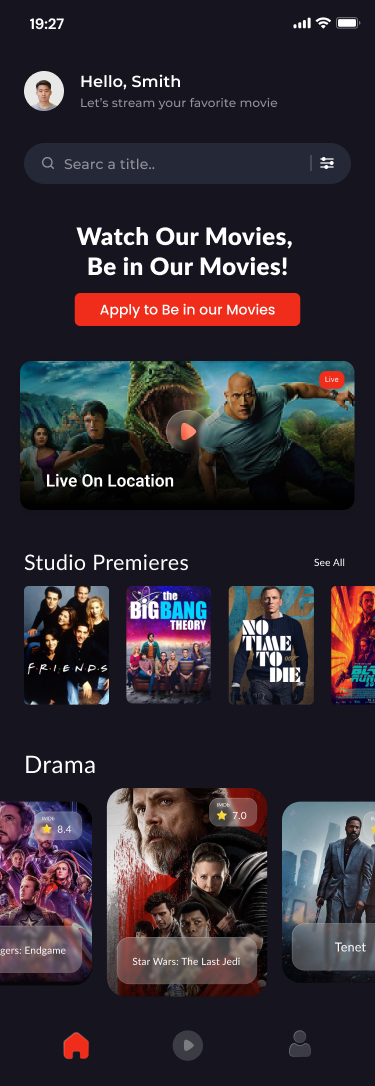 19:27
Hello, Smith
Let's stream your favorite movie
Searc a title..
Watch Our Movies,
Be in Our Movies!
Apply to Be in our Movies
Live
Live On Location
Studio Premieres
See All
FRIENDS
the
BIG BANG
THEORY
NO
TIME
TO
DIE
Drama
IMDb
8.4
IMDb
7.0
gers: Endgame
Star Wars: The Last Jedi
Tenet